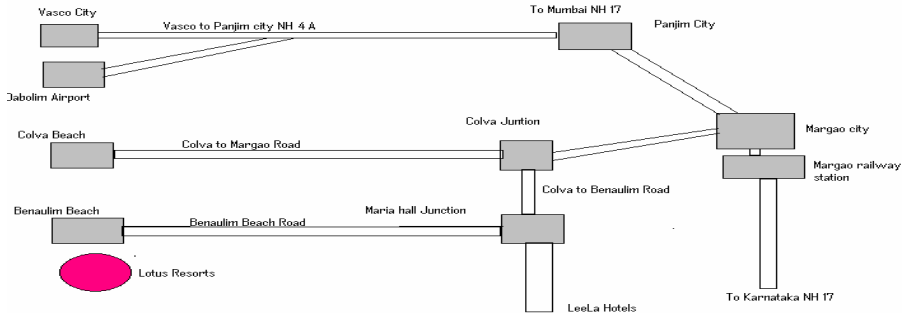 Vasco City
Vasco to Panjim city NH 4 A
To Mumbai NH 17
Panjim City
Dabolim Airport
Colva Beach
Colva to Margao Road
Colva Juntion
Margao city
Margao railway
station
Colva to Benaulim Road
Benaulim Beach
Benaulim Beach Road
Maria hall Junction
Lotus Resorts
LeeLa Hotels
To Karnataka NH 17